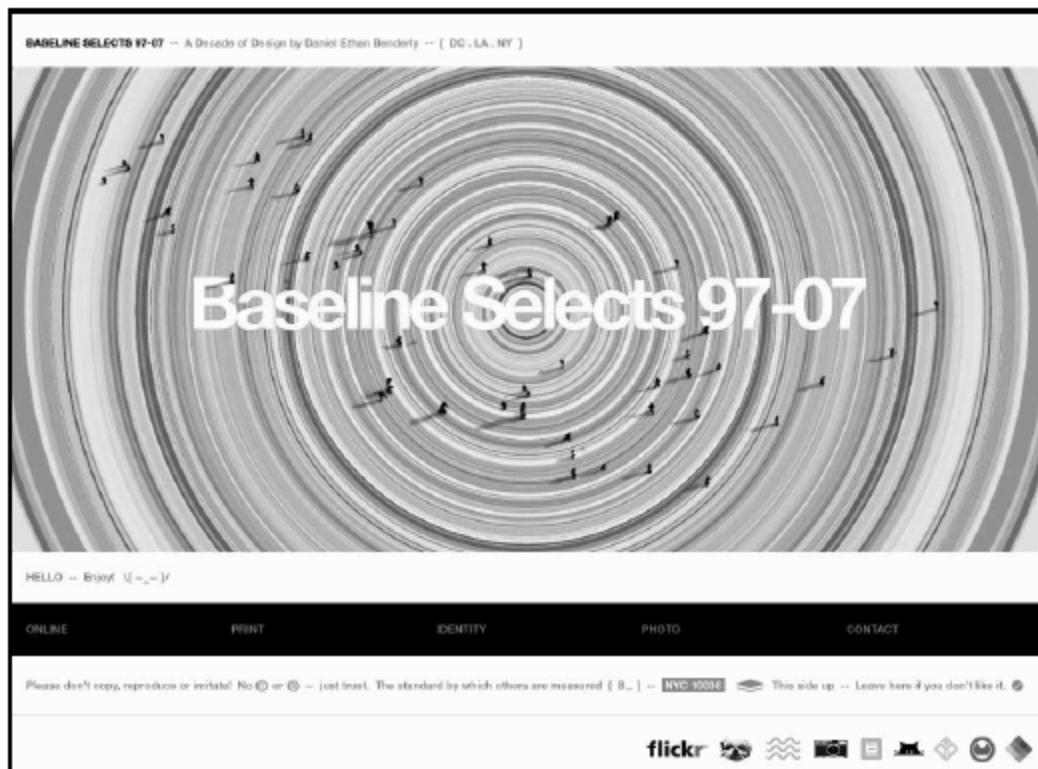 BASELINE SELECTS 97-07 -- A Decade of Design by Daniel Ethan Benderly -- [ DC . LA . NY ]
Baseline Selects 97-07
HELLO -- Enjoy! \[ –_– ]/
ONLINE PRINT IDENTITY PHOTO CONTACT
Please don't copy, reproduce or imitate! No © or ® -- just trust. The standard by which others are measured [ B_ ] -- NYC This side up -- Leave here if you don't like it.
flickr